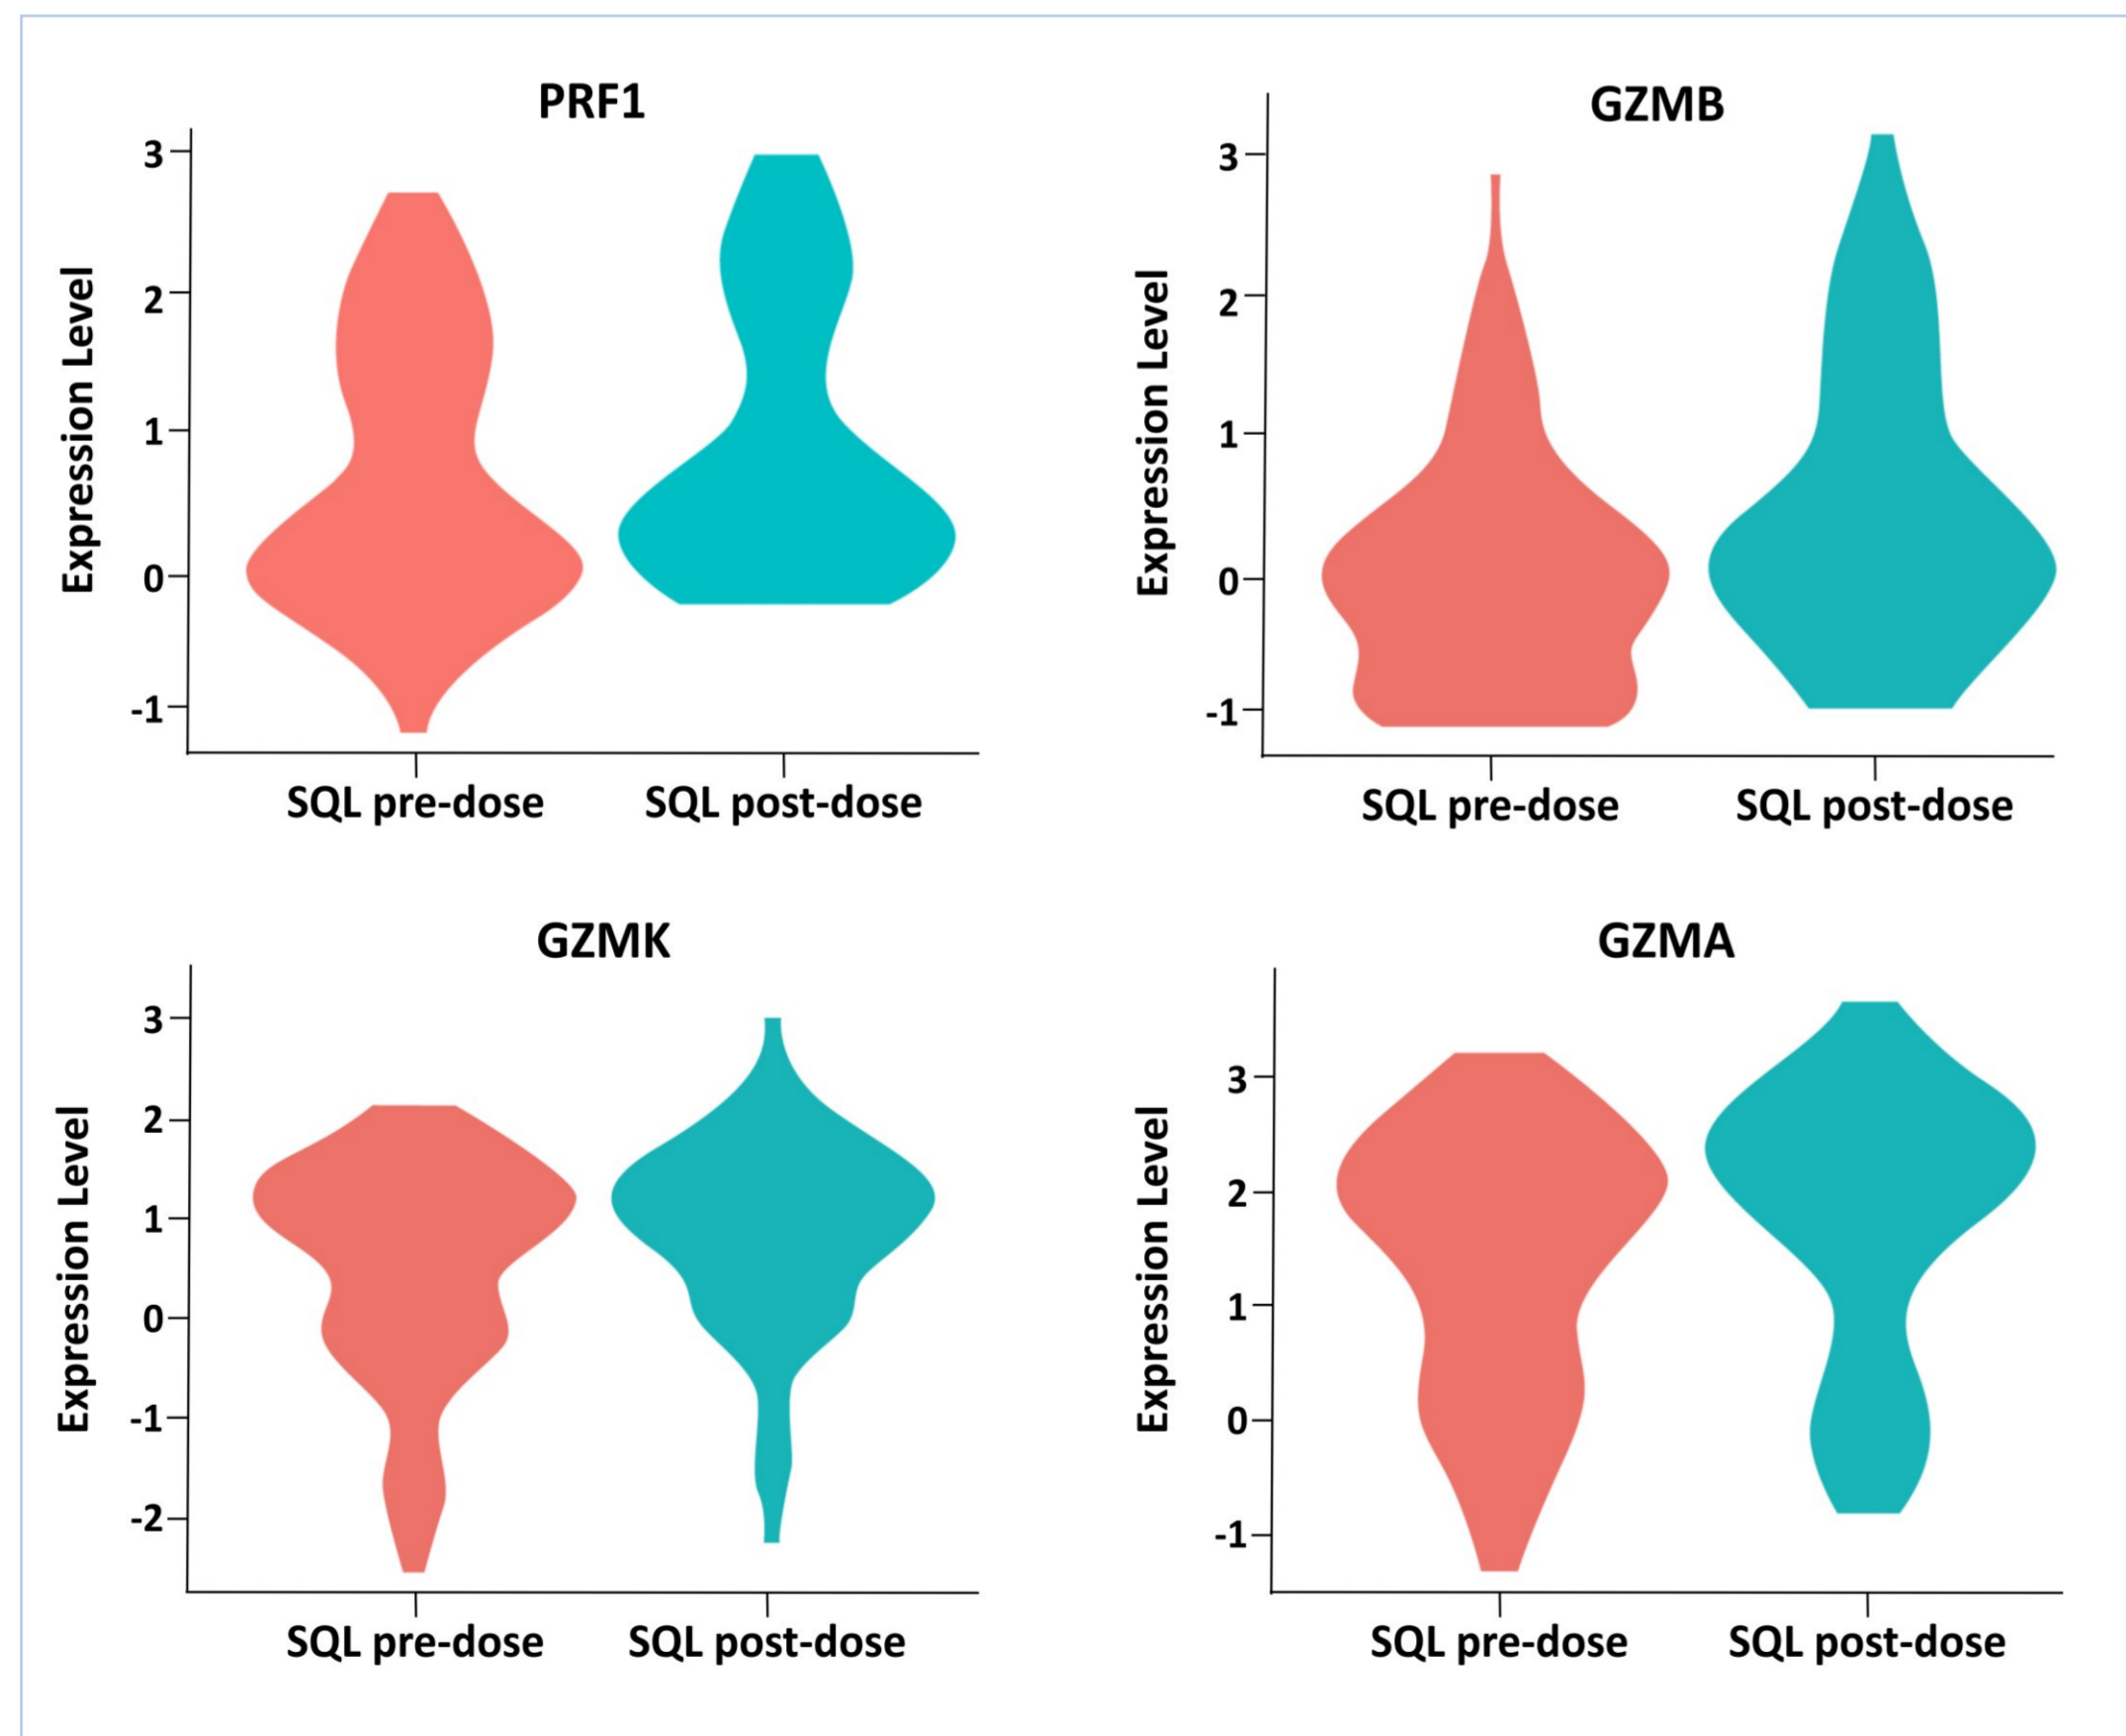 PRF1
Expression Level
3
2
1
0
-1
SQL pre-dose
SQL post-dose
GZMB
Expression Level
3
2
1
0
-1
SQL pre-dose
SQL post-dose
GZMK
Expression Level
3
2
1
0
-1
-2
SQL pre-dose
SQL post-dose
GZMA
Expression Level
3
2
1
0
-1
SQL pre-dose
SQL post-dose